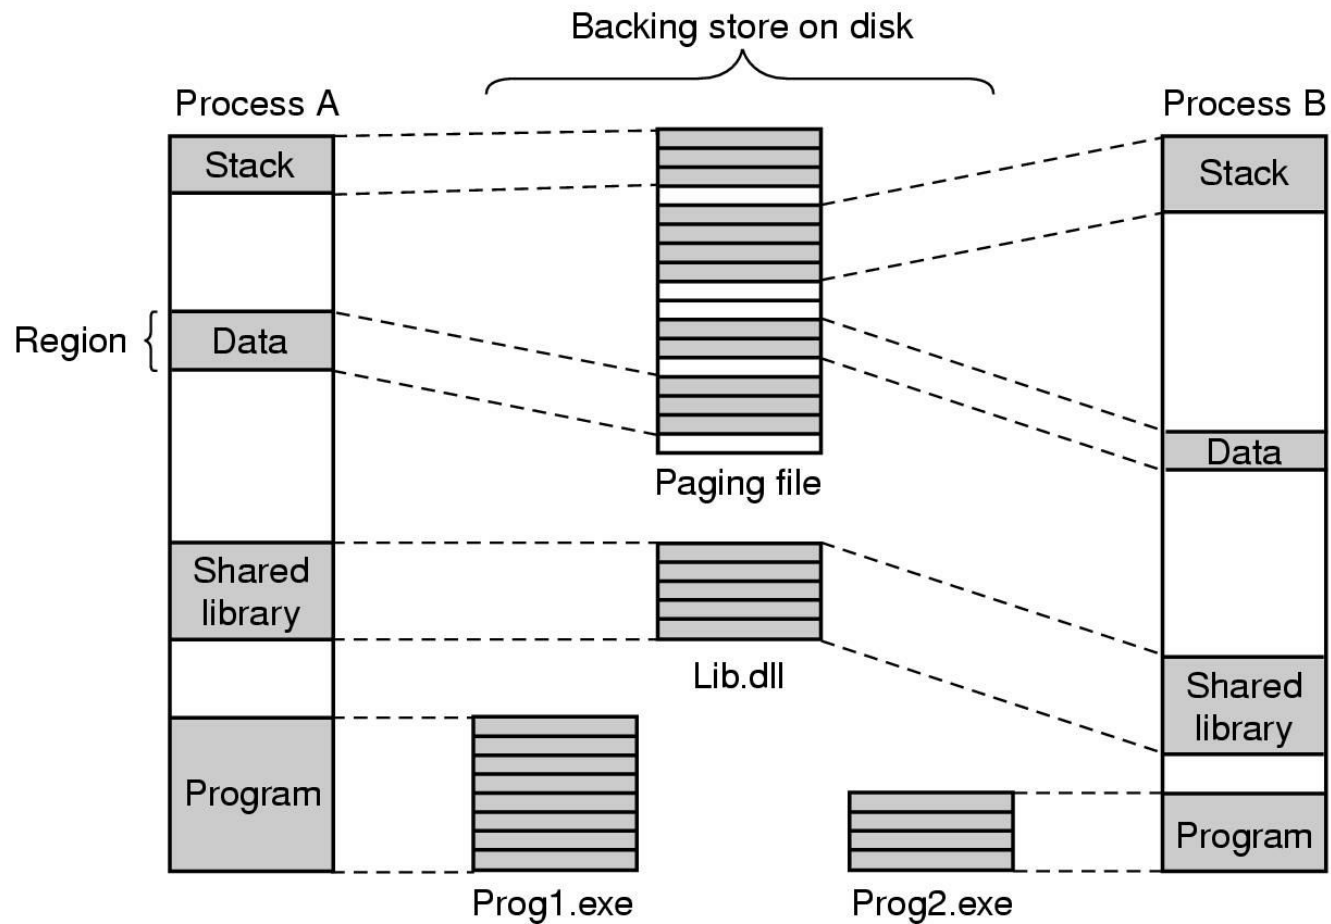 Backing store on disk
Process A
Process B
Stack
Stack
Region
Data
Data
Paging file
Shared
library
Lib.dll
Shared
library
Program
Program
Prog1.exe
Prog2.exe